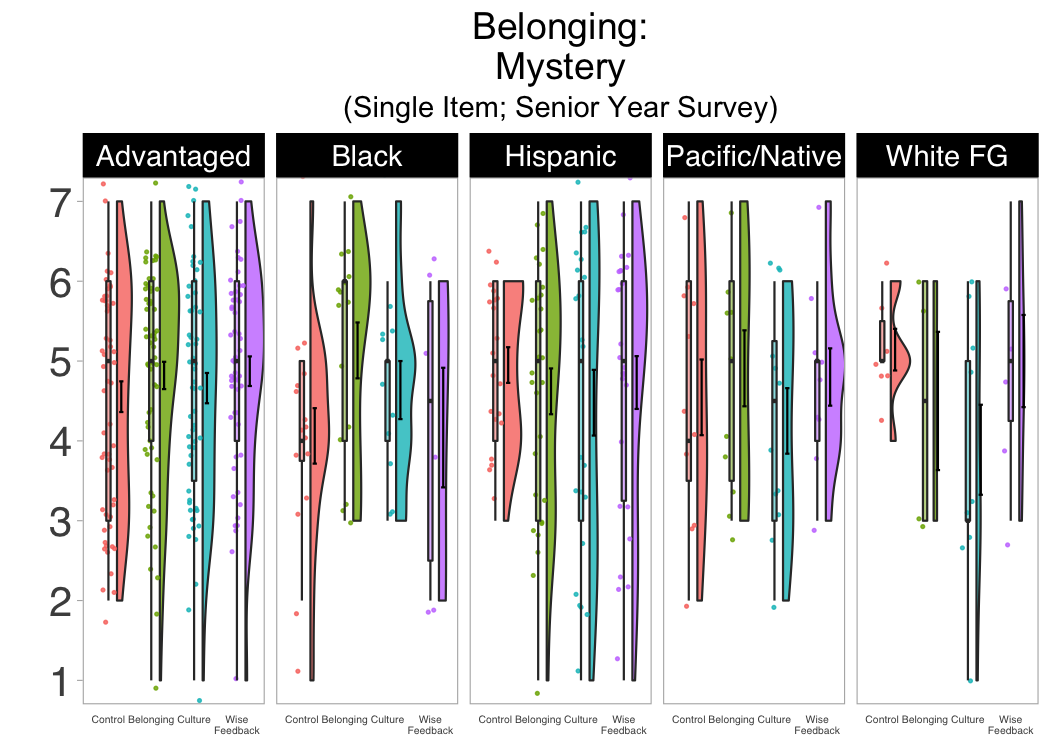 Belonging:
Mystery
(Single Item; Senior Year Survey)
Advantaged Black Hispanic Pacific/Native White FG
7
6
5
4
3
2
1
Control Belonging Culture Wise Feedback Control Belonging Culture Wise Feedback Control Belonging Culture Wise Feedback Control Belonging Culture Wise Feedback Control Belonging Culture Wise Feedback